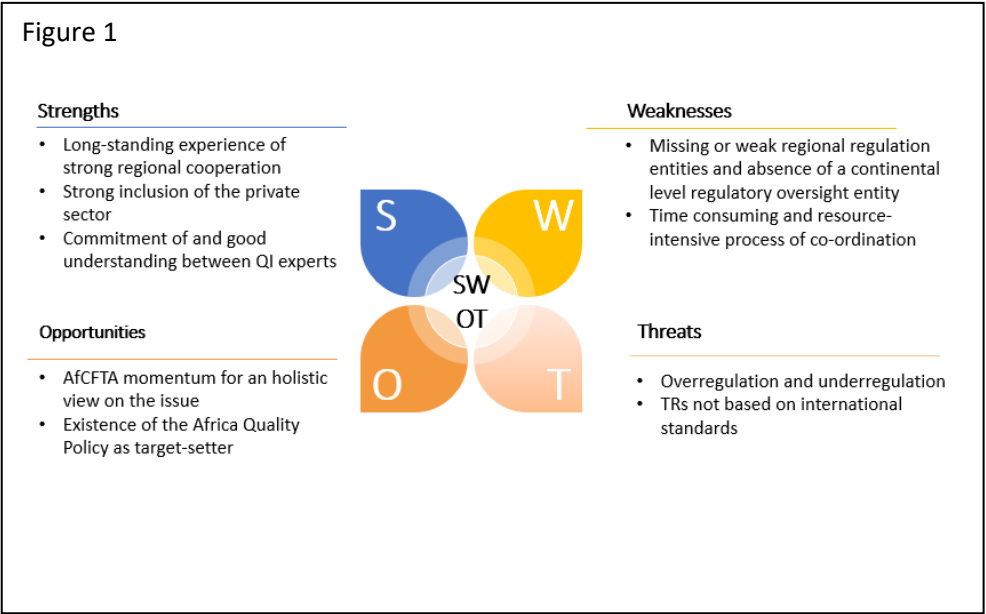 Figure 1
Strengths
• Long-standing experience of
strong regional cooperation
• Strong inclusion of the private
sector
• Commitment of and good
understanding between QI experts
Weaknesses
• Missing or weak regional regulation
entities and absence of a continental
level regulatory oversight entity
• Time consuming and resource-
intensive process of co-ordination
S
W
SW
OT
O
T
Opportunities
• AfCFTA momentum for an holistic
view on the issue
• Existence of the Africa Quality
Policy as target-setter
Threats
• Overregulation and underregulation
• TRs not based on international
standards